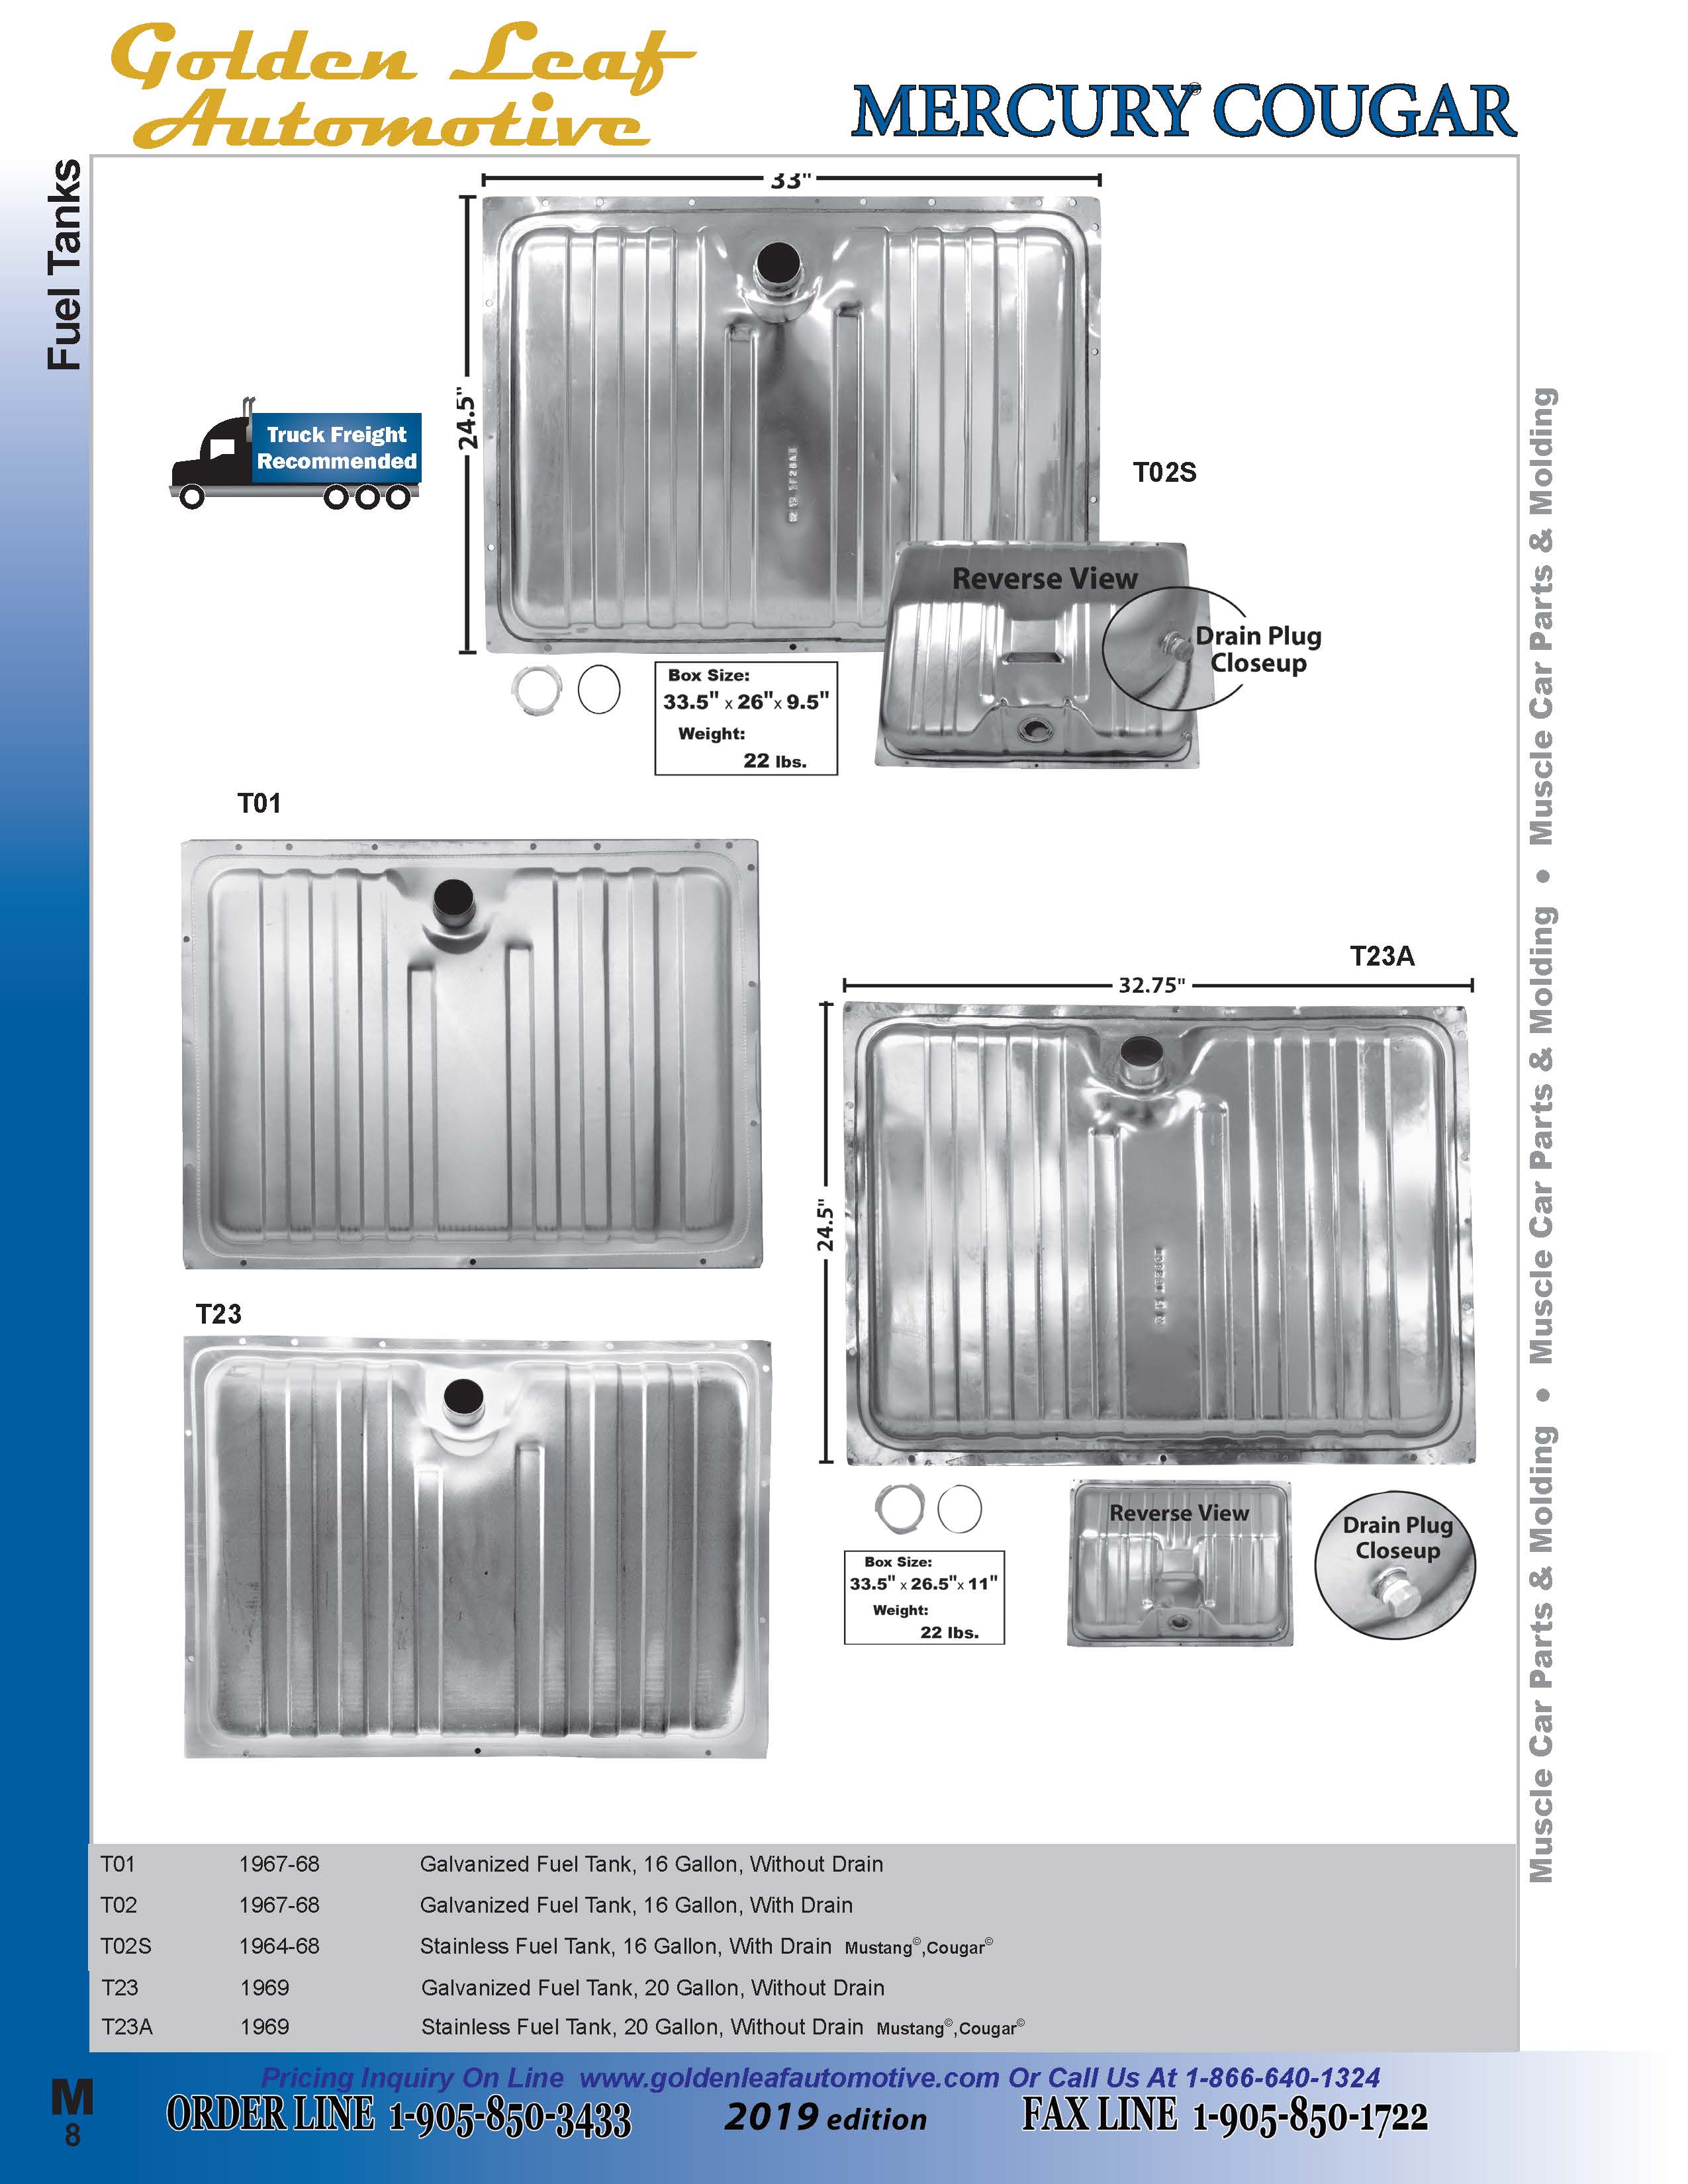 Golden Leaf
Automotive
MERCURY® COUGAR
Fuel Tanks
33"
24.5"
Truck Freight
Recommended
T02S
Reverse View
Drain Plug
Closeup
Box Size:
33.5" x 26"x 9.5"
Weight:
22 lbs.
T01
T23A
32.75"
24.5"
T23
Reverse View
Drain Plug
Closeup
Box Size:
33.5" x 26.5"x 11"
Weight:
22 lbs.
Muscle Car Parts & Molding • Muscle Car Parts & Molding • Muscle Car Parts & Molding
T01 1967-68 Galvanized Fuel Tank, 16 Gallon, Without Drain
T02 1967-68 Galvanized Fuel Tank, 16 Gallon, With Drain
T02S 1964-68 Stainless Fuel Tank, 16 Gallon, With Drain Mustang©,Cougar©
T23 1969 Galvanized Fuel Tank, 20 Gallon, Without Drain
T23A 1969 Stainless Fuel Tank, 20 Gallon, Without Drain Mustang©,Cougar©
Pricing Inquiry On Line www.goldenleafautomotive.com Or Call Us At 1-866-640-1324
M
8
ORDER LINE 1-905-850-3433 2019 edition FAX LINE 1-905-850-1722